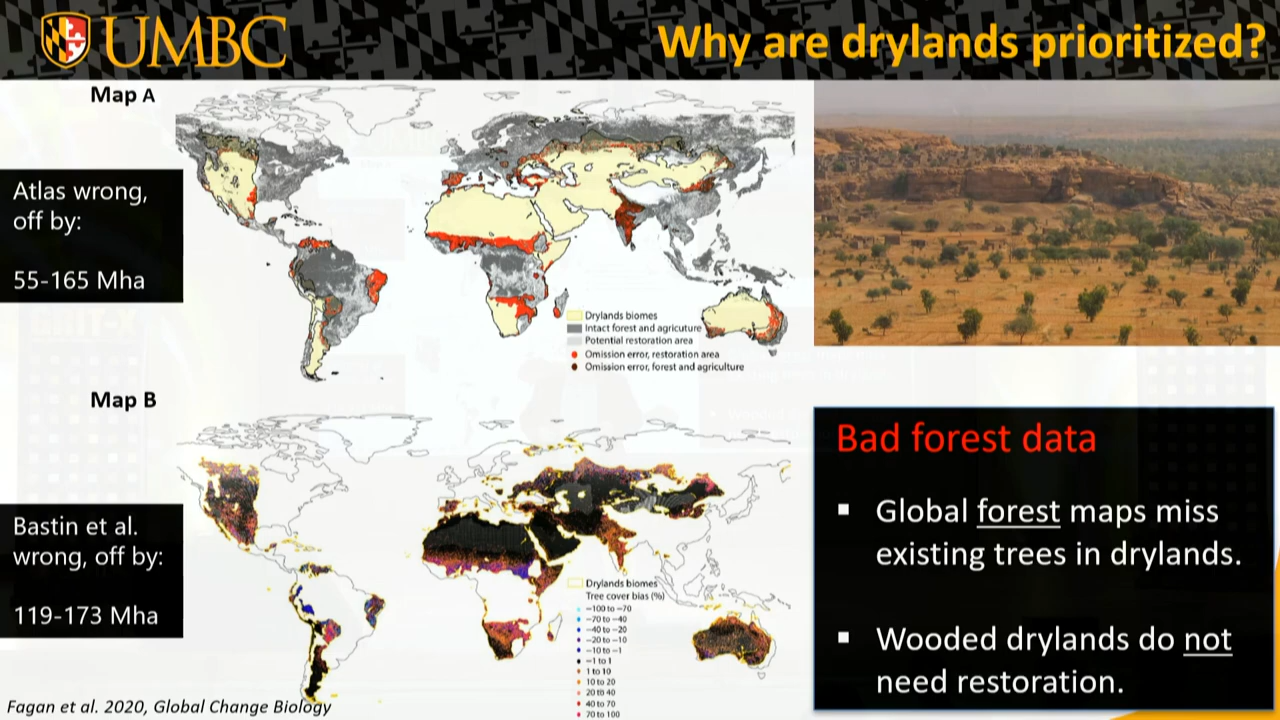 UMBC
Why are drylands prioritized?
Map A
Atlas wrong,
off by:
55-165 Mha
Drylands biomes
Intact forest and agricuture
Potential restoration area
Omission error, restoration area
Omission error, forest and agriculture
Map B
Bastin et al.
wrong, off by:
119-173 Mha
Drylands biomes
Tree cover bias (%)
−100 to −70
−70 to −40
−40 to −20
−20 to −10
−10 to −1
−1 to 1
1 to 10
10 to 20
20 to 40
40 to 70
70 to 100
Bad forest data
▪ Global forest maps miss
existing trees in drylands.
▪ Wooded drylands do not
need restoration.
Fagan et al. 2020, Global Change Biology